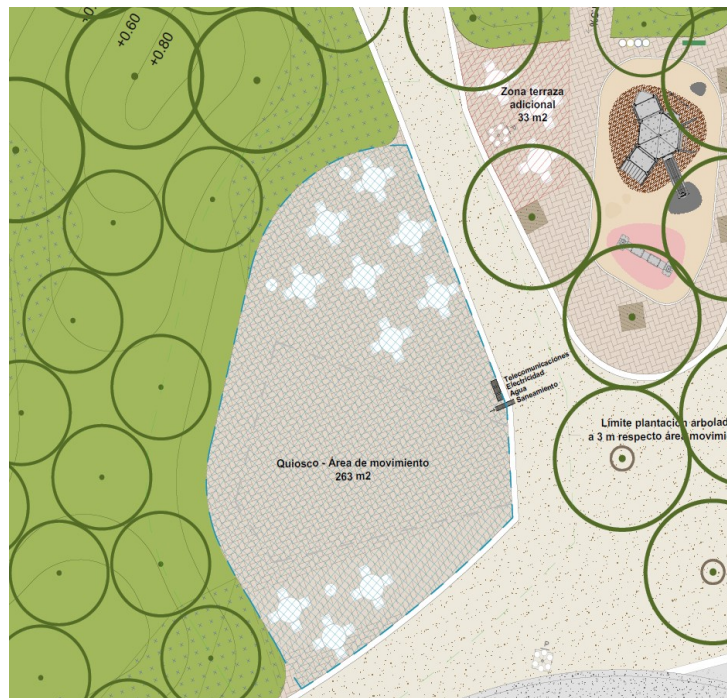 +0.60
+0.80
Zona terraza
adicional
33 m2
Telecomunicaciones
Electricidad
Agua
Saneamiento
Límite plantación arbolad
a 3 m respecto área movimi
Quiosco - Área de movimiento
263 m2